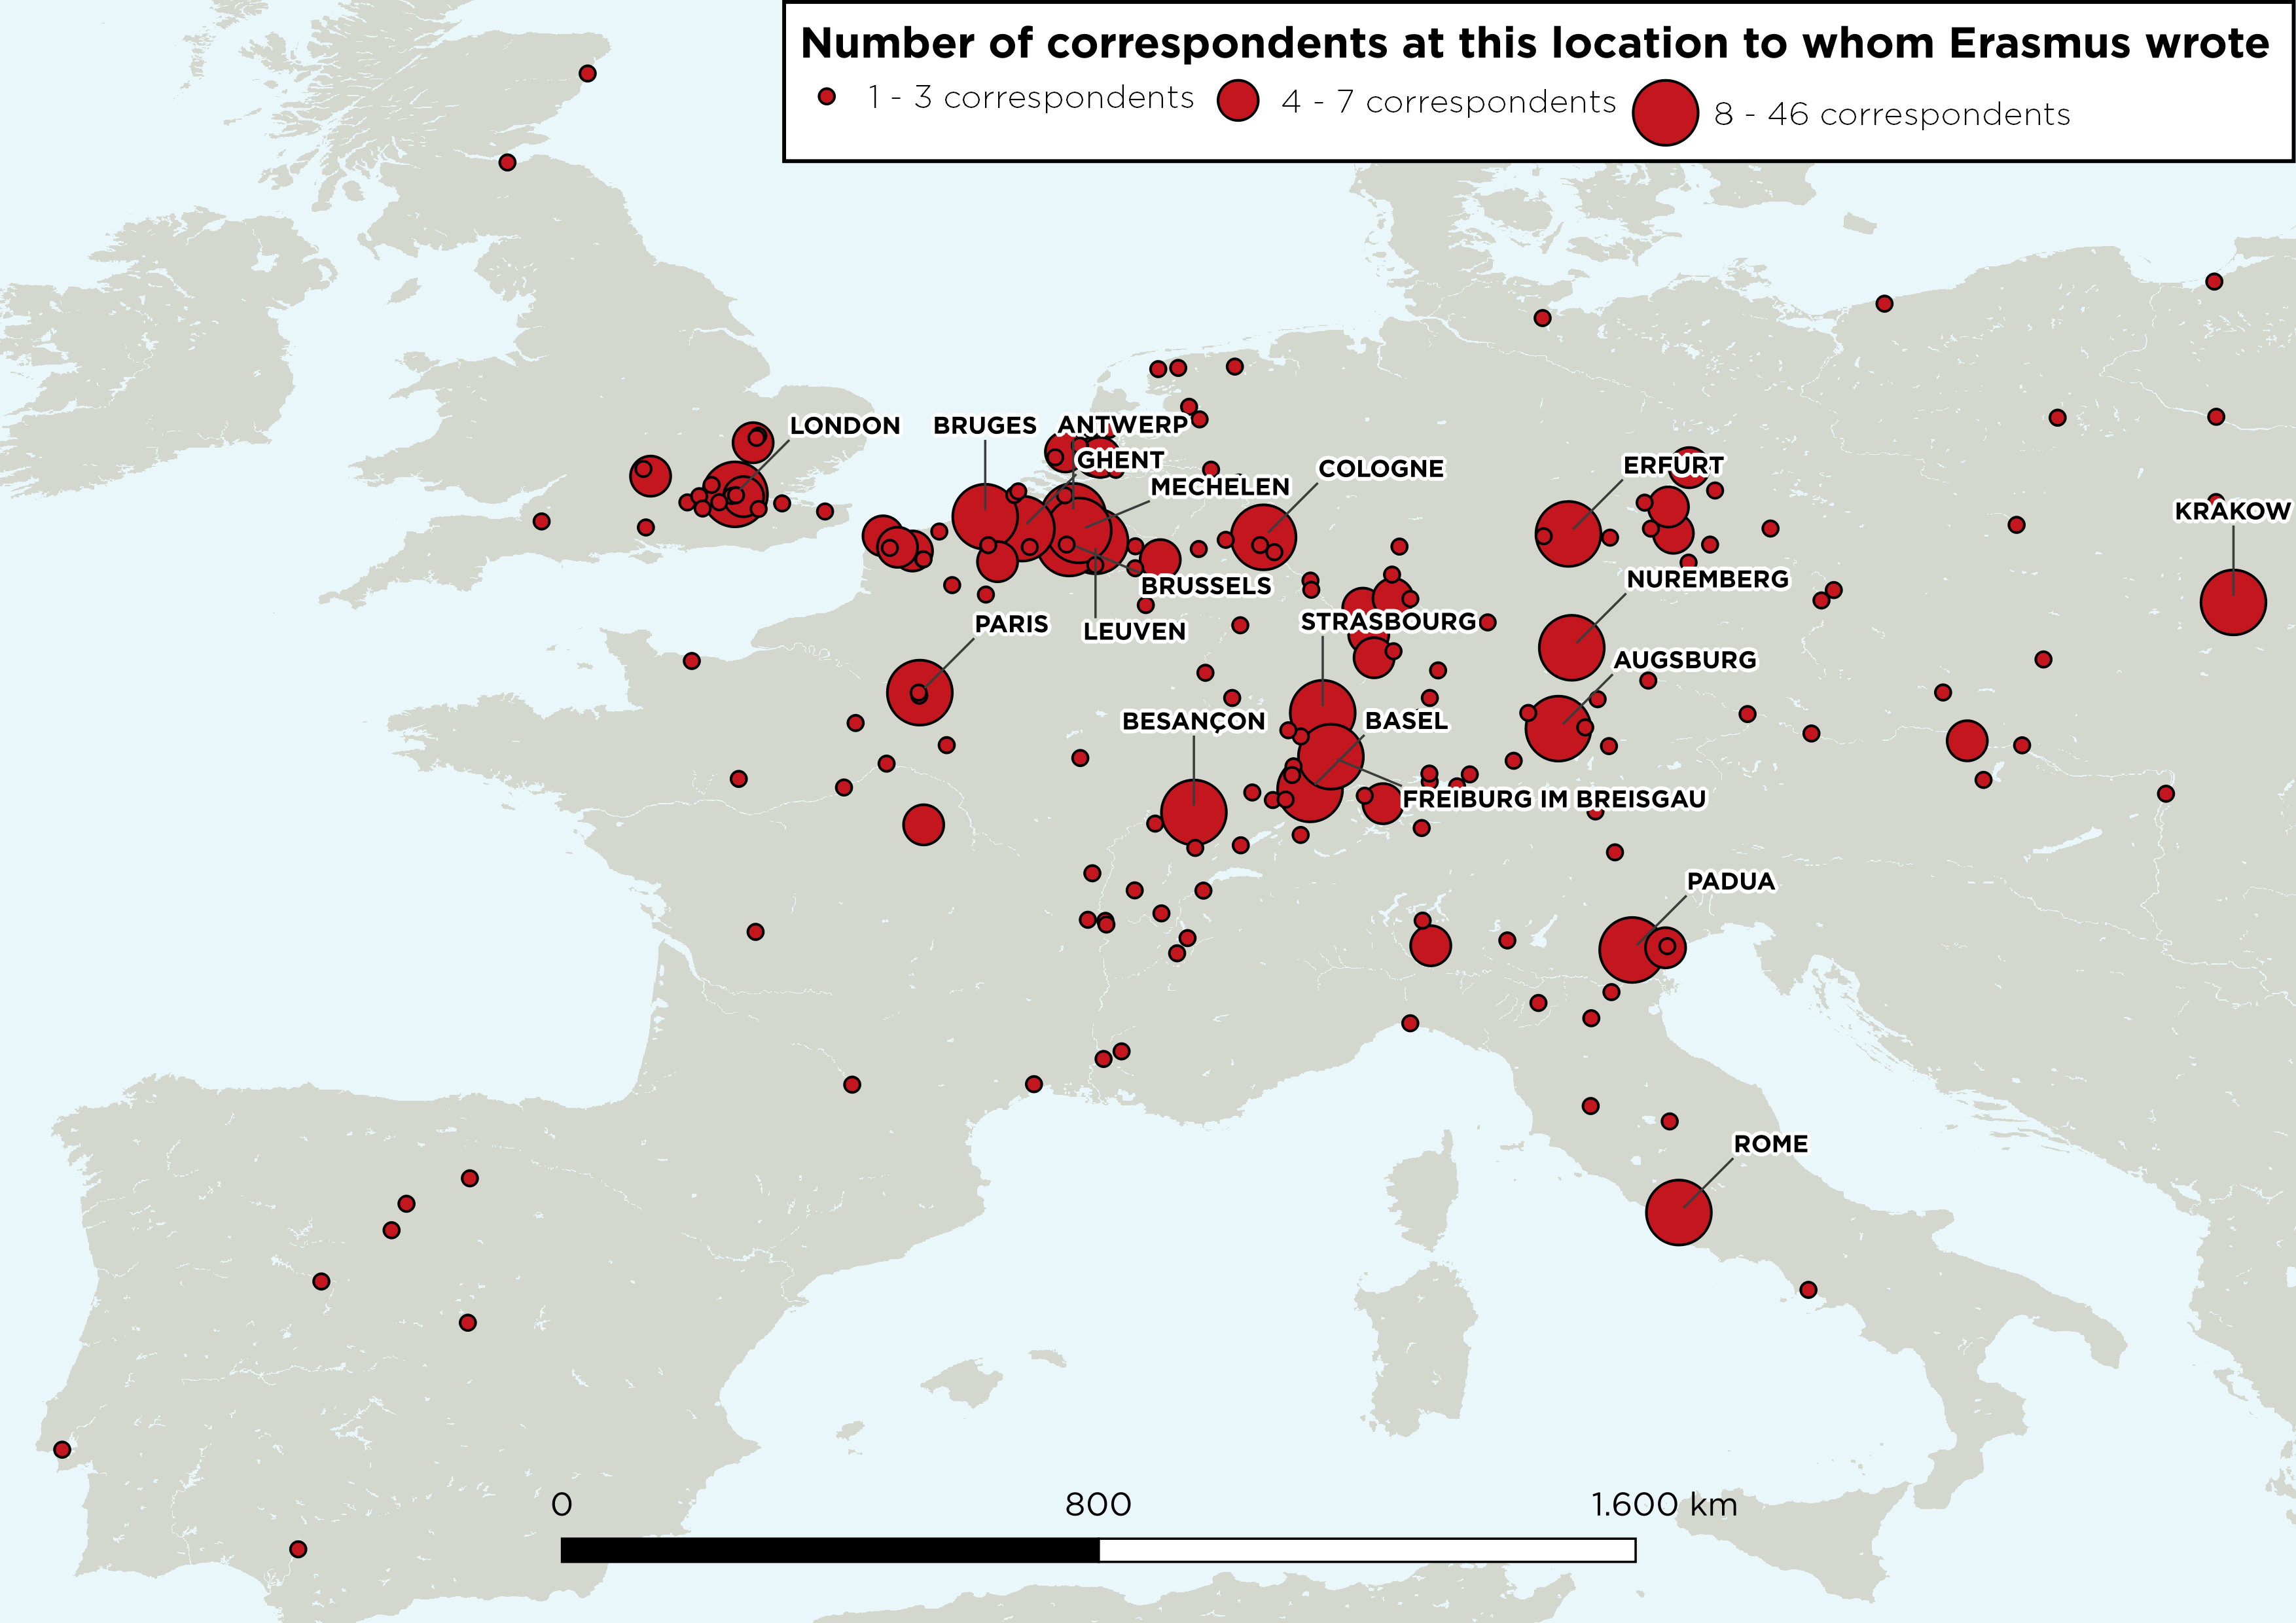 Number of correspondents at this location to whom Erasmus wrote
1 - 3 correspondents 4 - 7 correspondents 8 - 46 correspondents
LONDON
BRUGES
ANTWERP
GHENT
MECHELEN
COLOGNE
ERFURT
KRAKOW
BRUSSELS
NUREMBERG
PARIS
LEUVEN
STRASBOURG
AUGSBURG
BESANÇON
BASEL
FREIBURG IM BREISGAU
PADUA
ROME
0 800 1.600 km